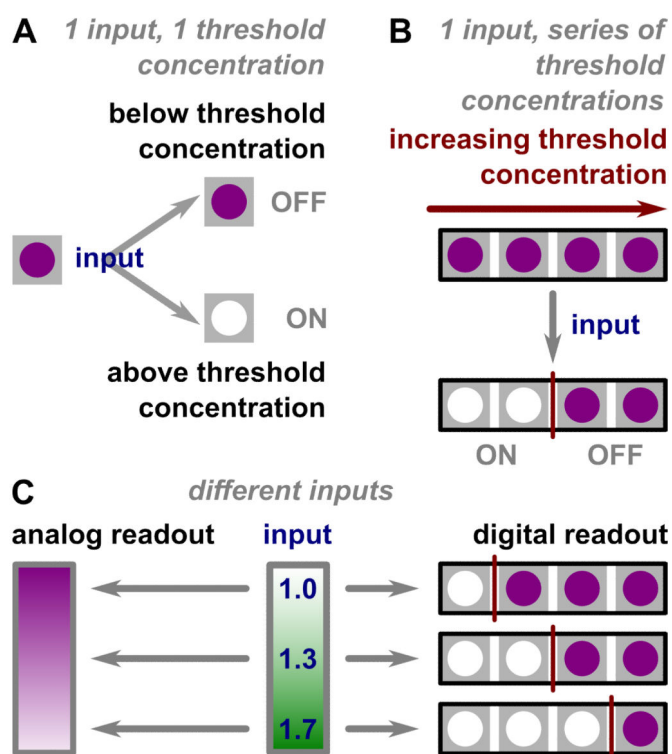 A
1 input, 1 threshold
concentration
below threshold
concentration
OFF
input
ON
above threshold
concentration
B
1 input, series of
threshold
concentrations
increasing threshold
concentration
input
ON OFF
C
different inputs
analog readout input digital readout
1.0
1.3
1.7